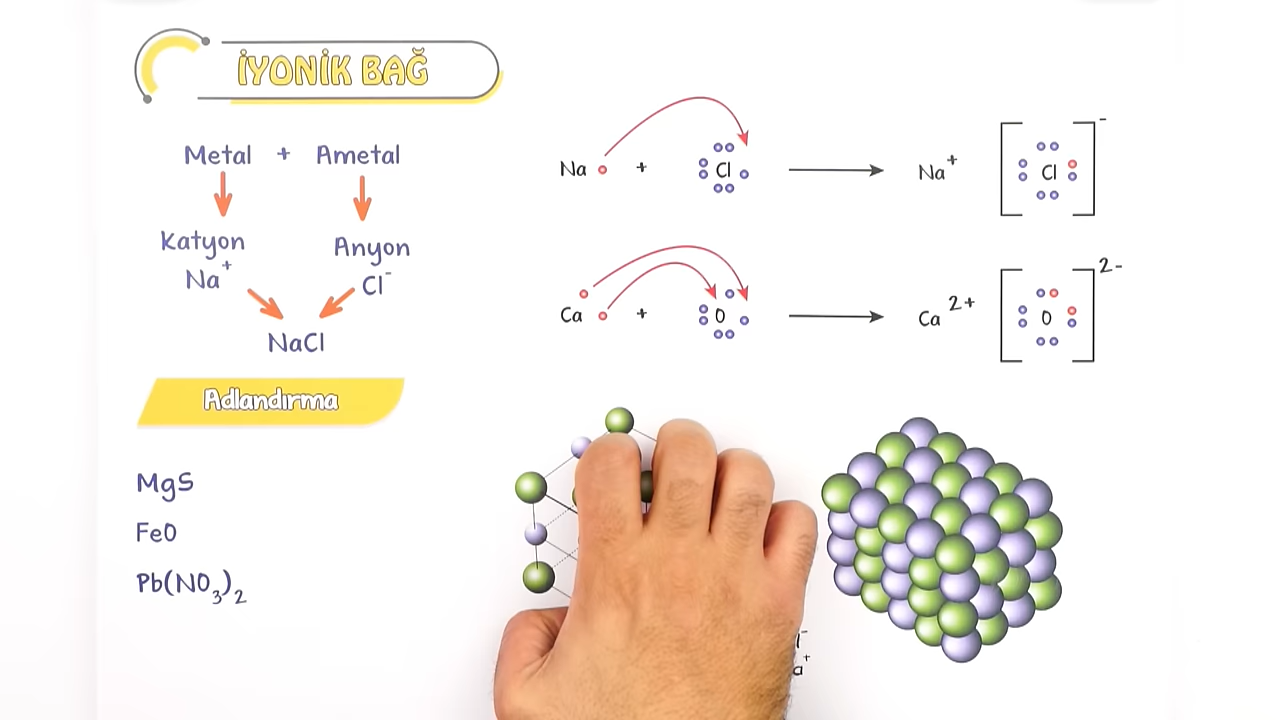 İYONİK BAĞ
Metal + Ametal
Katyon Anyon
Na⁺ Cl⁻
NaCl
Adlandırma
MgS
FeO
Pb(NO₃)₂
Na + Cl Na⁺ [Cl]⁻
Ca + O Ca²⁺ [O]²⁻